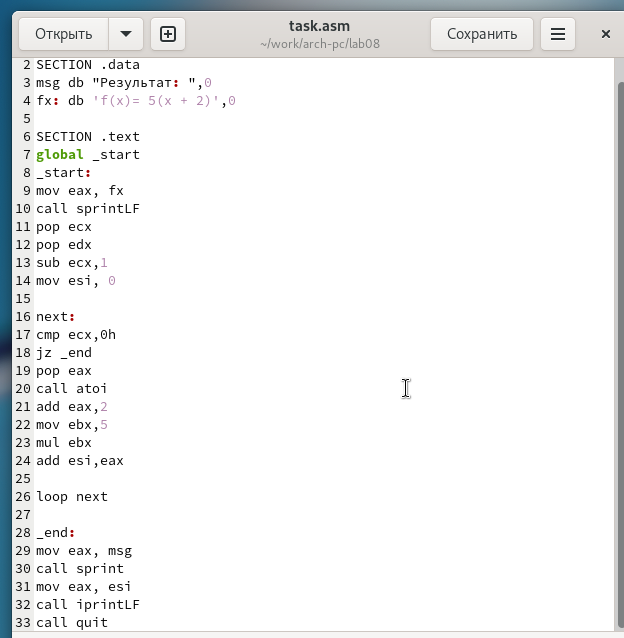 Открыть
task.asm
~/work/arch-pc/lab08
Сохранить
2 SECTION .data
3 msg db "Результат: ",0
4 fx: db 'f(x)= 5(x + 2)',0
5
6 SECTION .text
7 global _start
8 _start:
9 mov eax, fx
10 call sprintLF
11 pop ecx
12 pop edx
13 sub ecx,1
14 mov esi, 0
15
16 next:
17 cmp ecx,0h
18 jz _end
19 pop eax
20 call atoi
21 add eax,2
22 mov ebx,5
23 mul ebx
24 add esi,eax
25
26 loop next
27
28 _end:
29 mov eax, msg
30 call sprint
31 mov eax, esi
32 call iprintLF
33 call quit